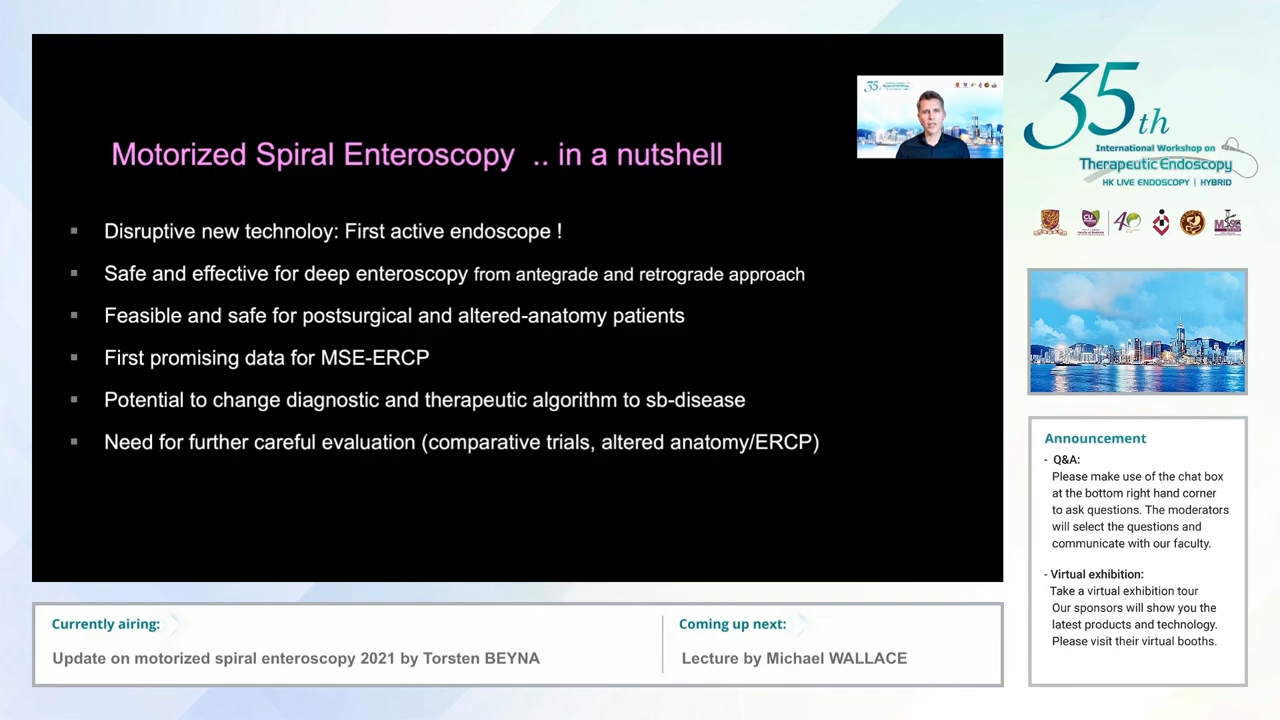 Motorized Spiral Enteroscopy .. in a nutshell
Disruptive new technoloy: First active endoscope !
Safe and effective for deep enteroscopy from antegrade and retrograde approach
Feasible and safe for postsurgical and altered-anatomy patients
First promising data for MSE-ERCP
Potential to change diagnostic and therapeutic algorithm to sb-disease
Need for further careful evaluation (comparative trials, altered anatomy/ERCP)
35th
International Workshop on
Therapeutic Endoscopy
HK LIVE ENDOSCOPY | HYBRID
Announcement
- Q&A:
Please make use of the chat box
at the bottom right hand corner
to ask questions. The moderators
will select the questions and
communicate with our faculty.
- Virtual exhibition:
Take a virtual exhibition tour
Our sponsors will show you the
latest products and technology.
Please visit their virtual booths.
Currently airing:
Update on motorized spiral enteroscopy 2021 by Torsten BEYNA
Coming up next:
Lecture by Michael WALLACE